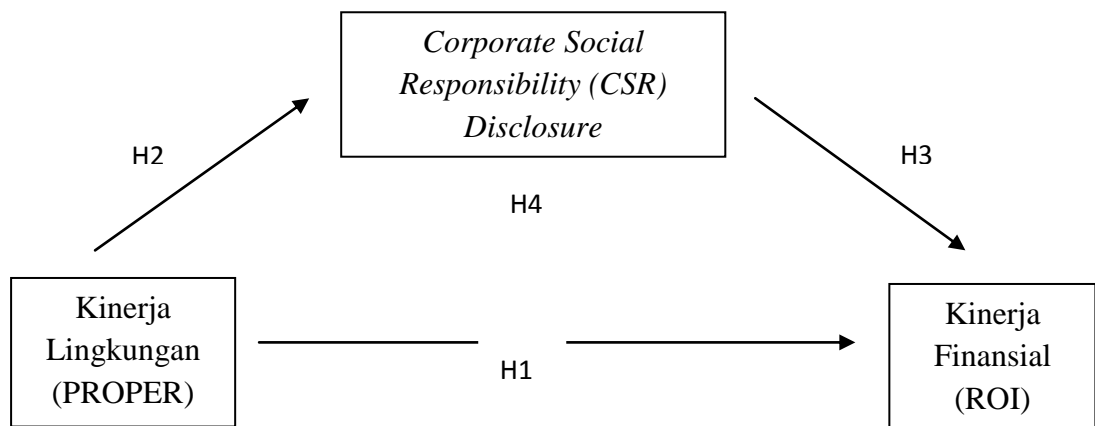 Corporate Social
Responsibility (CSR)
Disclosure
H2
H3
H4
Kinerja
Lingkungan
(PROPER)
H1
Kinerja
Finansial
(ROI)